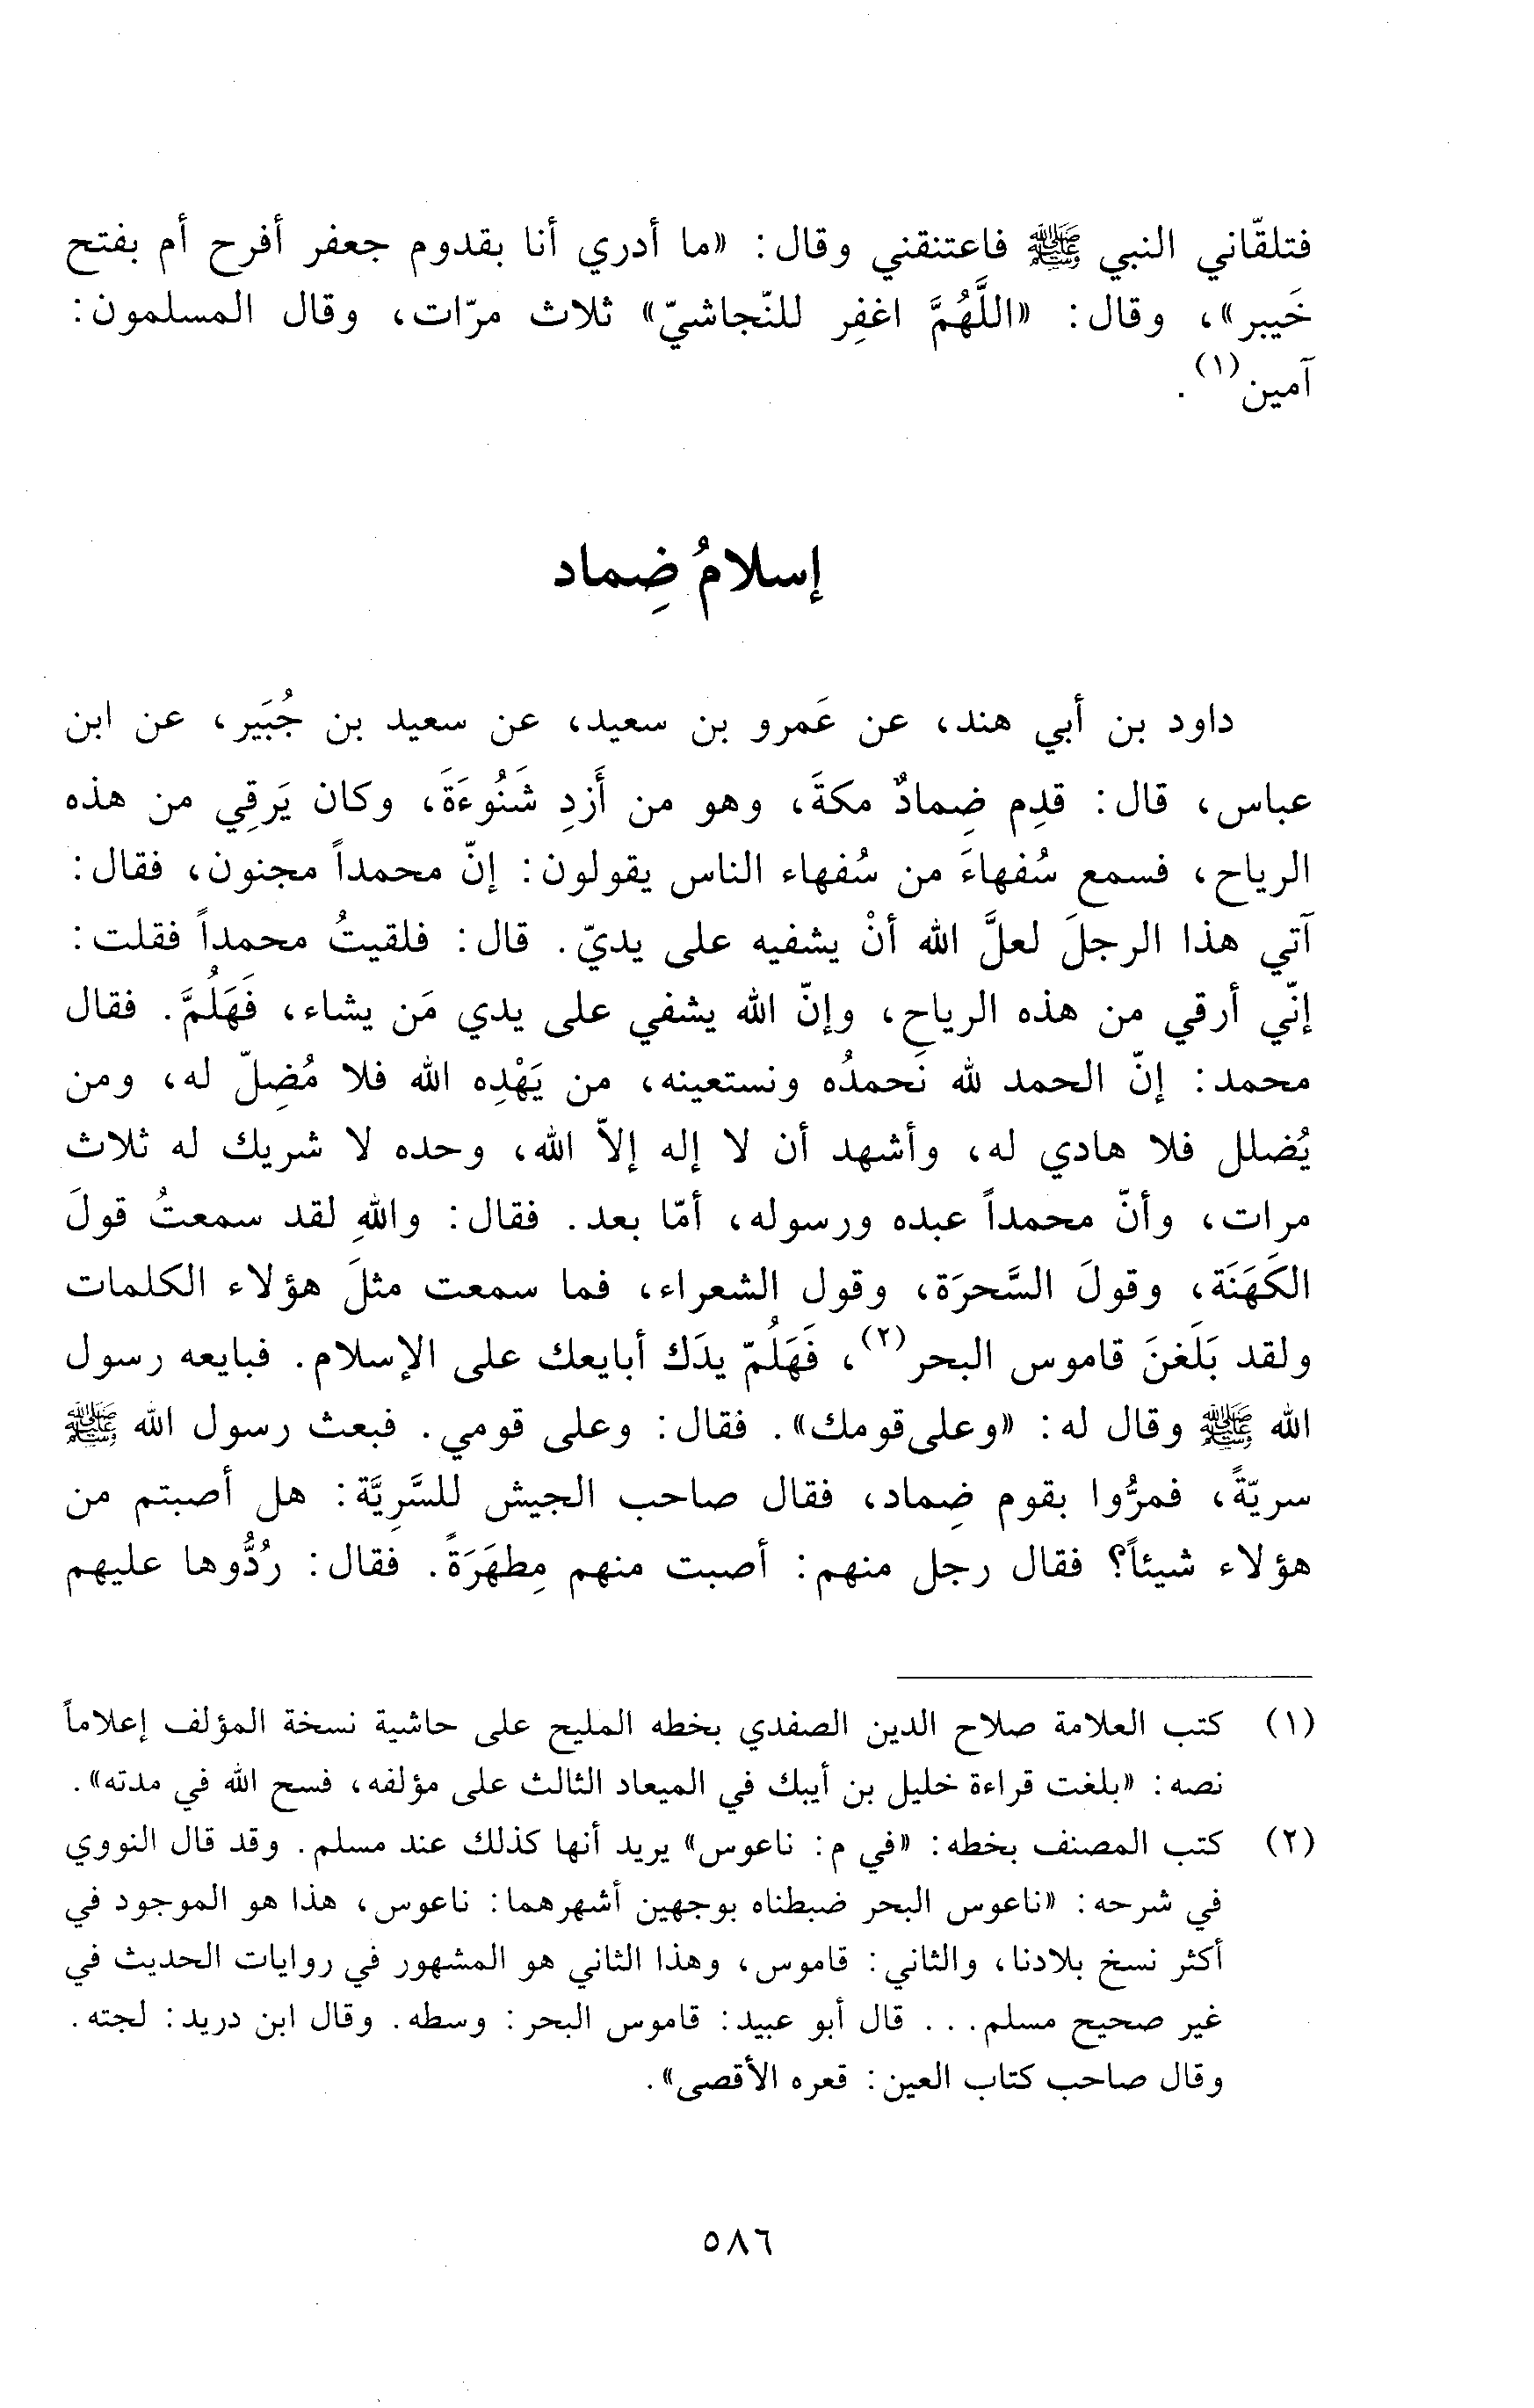 فتلقّاني النبي ﷺ فاعتنقني وقال: «ما أدري أنا بقدوم جعفر أفرح أم بفتح
خَيبر»، وقال: «اللَّهُمَّ اغفِر للنّجاشيّ» ثلاث مرّات، وقال المسلمون:
آمين(١).
إسلامُ ضِماد
داود بن أبي هند، عن عَمرو بن سعيد، عن سعيد بن جُبَير، عن ابن
عباس، قال: قدِم ضِمادٌ مكةَ، وهو من أَزدِ شَنُوءَةَ، وكان يَرقِي من هذه
الرياح، فسمع سُفهاءَ من سُفهاء الناس يقولون: إنّ محمداً مجنون، فقال:
آتي هذا الرجلَ لعلَّ الله أنْ يشفيه على يديّ. قال: فلقيتُ محمداً فقلت:
إنّي أرقي من هذه الرياح، وإنّ الله يشفي على يدي مَن يشاء، فَهَلُمَّ. فقال
محمد: إنّ الحمد لله نَحمدُه ونستعينه، من يَهْدِه الله فلا مُضِلّ له، ومن
يُضلل فلا هادي له، وأشهد أن لا إله إلاّ الله، وحده لا شريك له ثلاث
مرات، وأنّ محمداً عبده ورسوله، أمّا بعد. فقال: واللهِ لقد سمعتُ قولَ
الكَهَنَة، وقولَ السَّحرَة، وقول الشعراء، فما سمعت مثلَ هؤلاء الكلمات
ولقد بَلَغنَ قاموس البحر(٢)، فَهَلُمّ يدَك أبايعك على الإسلام. فبايعه رسول
الله ﷺ وقال له: «وعلى قومك». فقال: وعلى قومي. فبعث رسول الله ﷺ
سريّةً، فمرُّوا بقوم ضِماد، فقال صاحب الجيش للسَّرِيَّة: هل أصبتم من
هؤلاء شيئاً؟ فقال رجل منهم: أصبت منهم مِطهَرَةً. فقال: رُدُّوها عليهم
(١) كتب العلامة صلاح الدين الصفدي بخطه المليح على حاشية نسخة المؤلف إعلاماً
نصه: «بلغت قراءة خليل بن أيبك في الميعاد الثالث على مؤلفه، فسح الله في مدته».
(٢) كتب المصنف بخطه: «في م: ناعوس» يريد أنها كذلك عند مسلم. وقد قال النووي
في شرحه: «ناعوس البحر ضبطناه بوجهين أشهرهما: ناعوس، هذا هو الموجود في
أكثر نسخ بلادنا، والثاني: قاموس، وهذا الثاني هو المشهور في روايات الحديث في
غير صحيح مسلم... قال أبو عبيد: قاموس البحر: وسطه. وقال ابن دريد: لجته.
وقال صاحب كتاب العين: قعره الأقصى».
٥٨٦